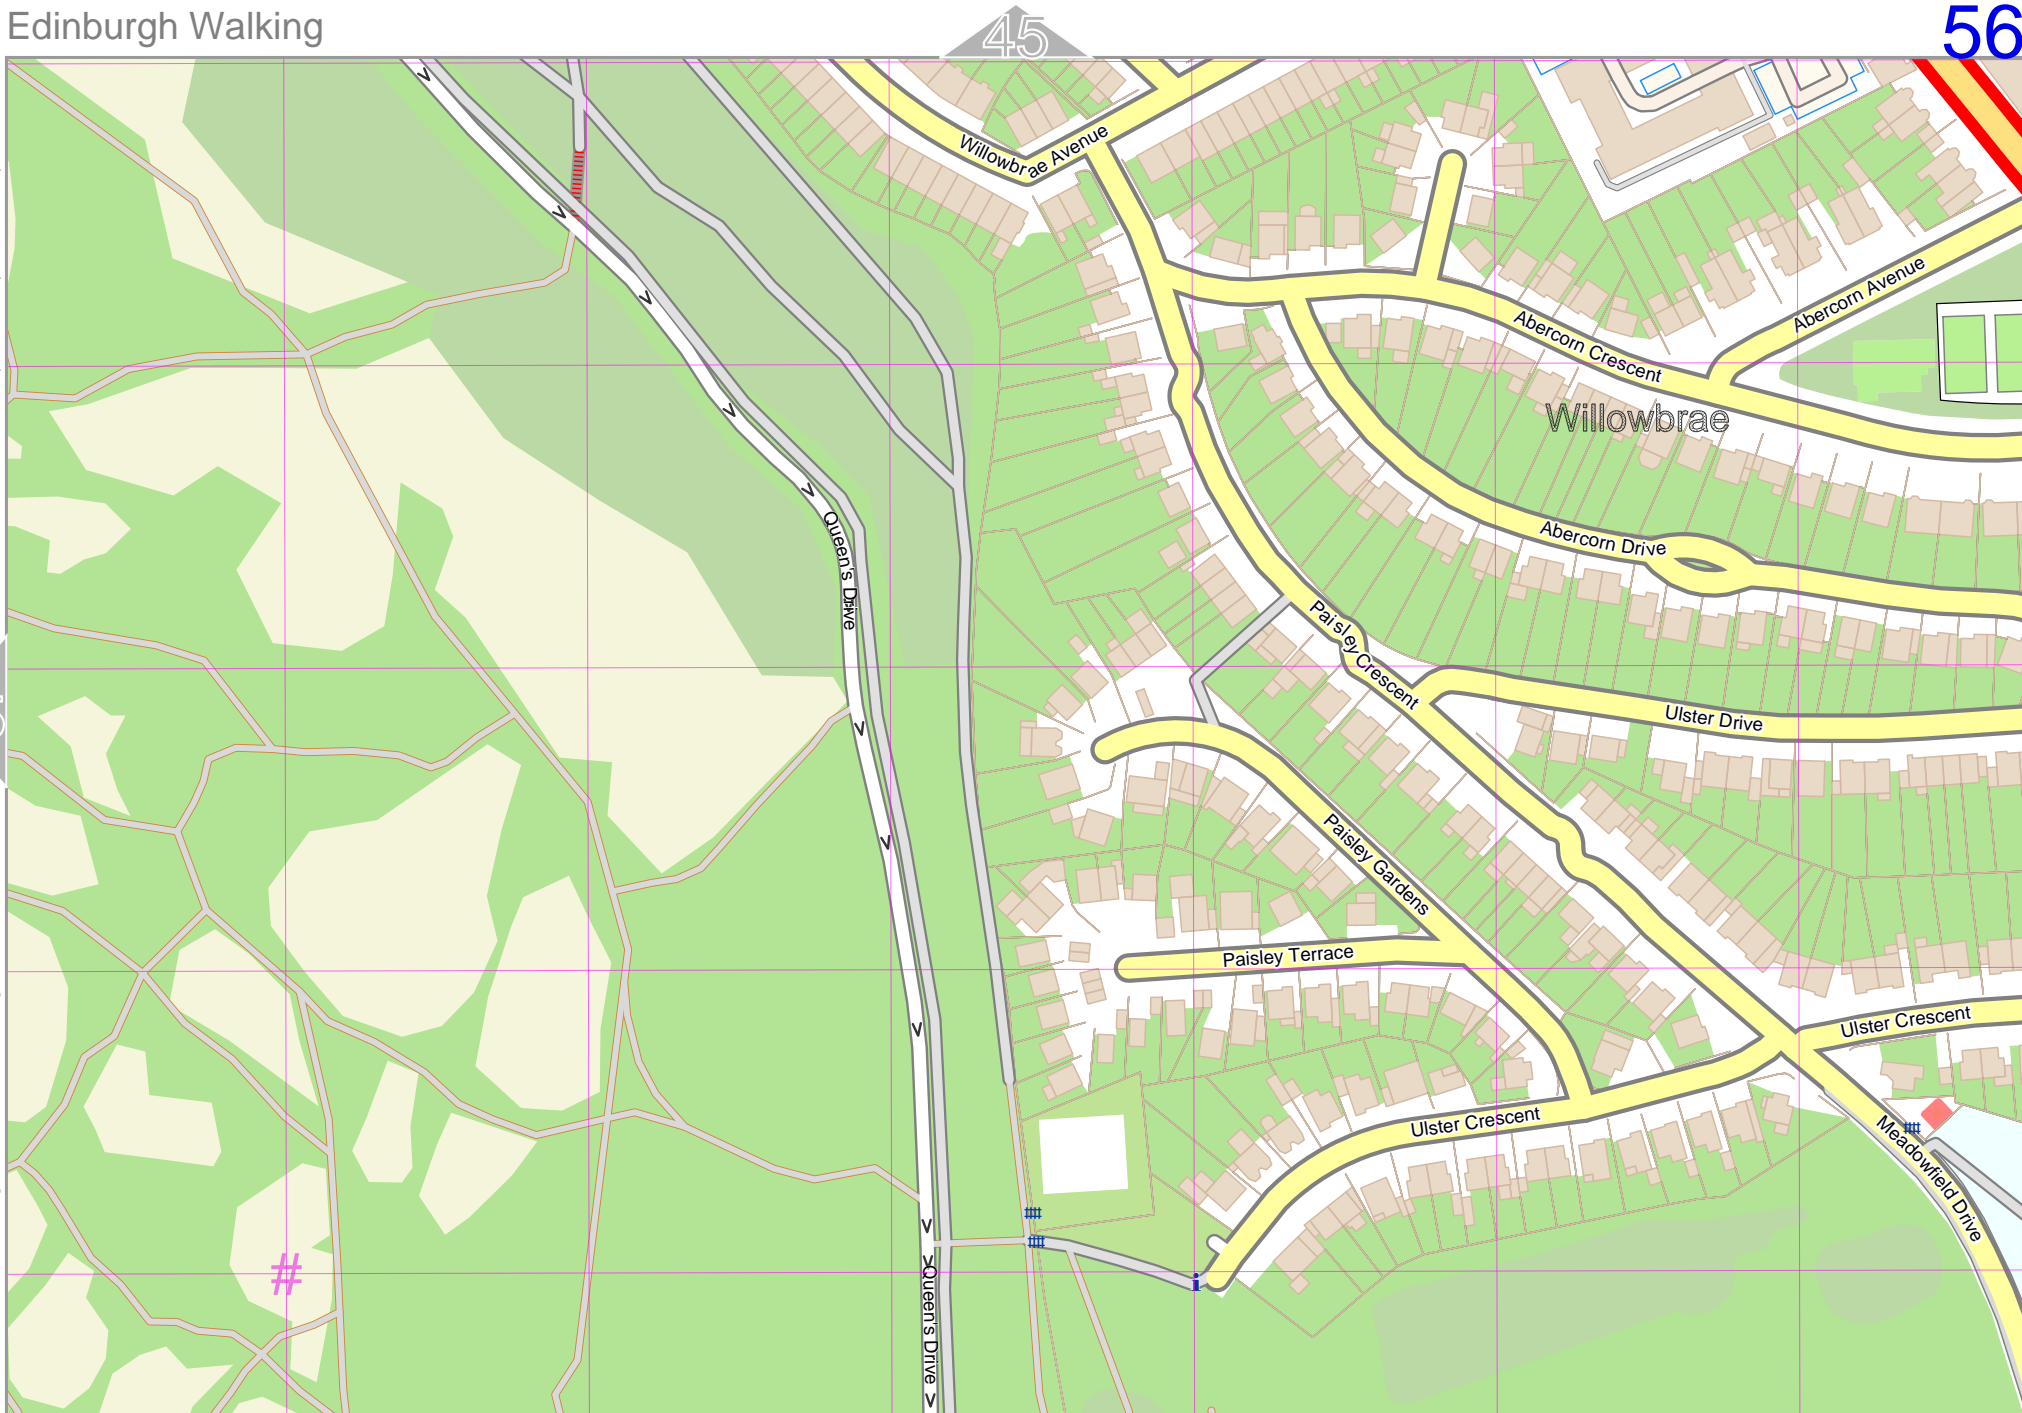 Edinburgh Walking
45
56
Willowbrae Avenue
Abercorn Avenue
Abercorn Crescent
Willowbrae
Queen's Drive
Abercorn Drive
Paisley Crescent
Ulster Drive
Paisley Gardens
Paisley Terrace
Ulster Crescent
Ulster Crescent
Meadowfield Drive
#
i
Queen's Drive